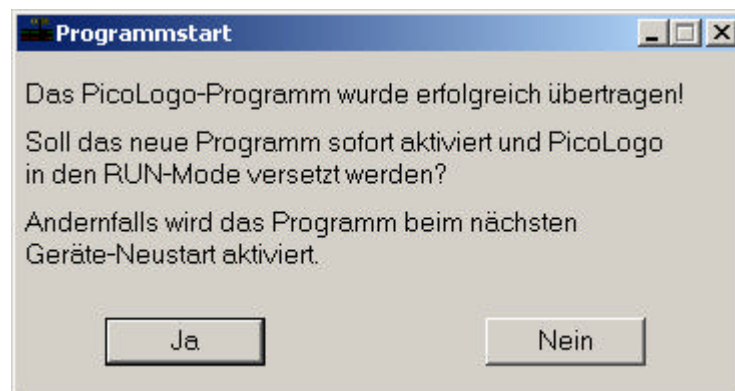 Programmstart
Das PicoLogo-Programm wurde erfolgreich übertragen!
Soll das neue Programm sofort aktiviert und PicoLogo
in den RUN-Mode versetzt werden?
Andernfalls wird das Programm beim nächsten
Geräte-Neustart aktiviert.
Ja
Nein